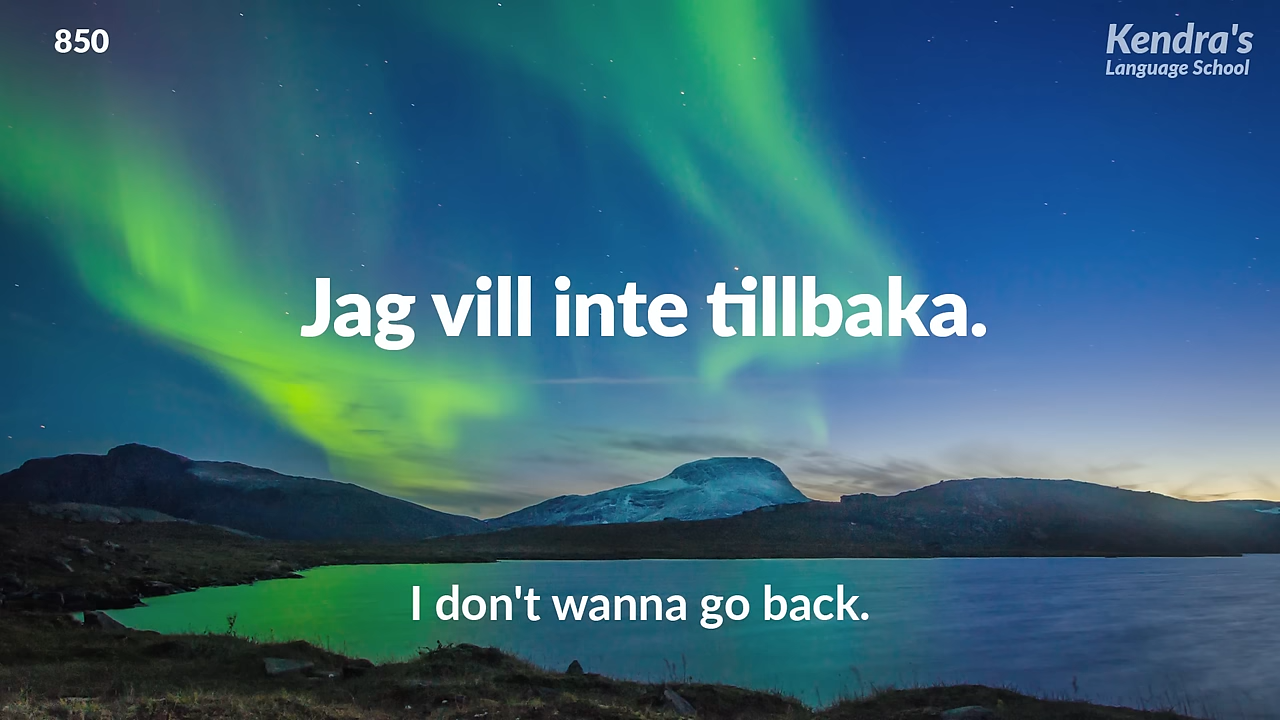 850
Kendra's
Language School
Jag vill inte tillbaka.
I don't wanna go back.